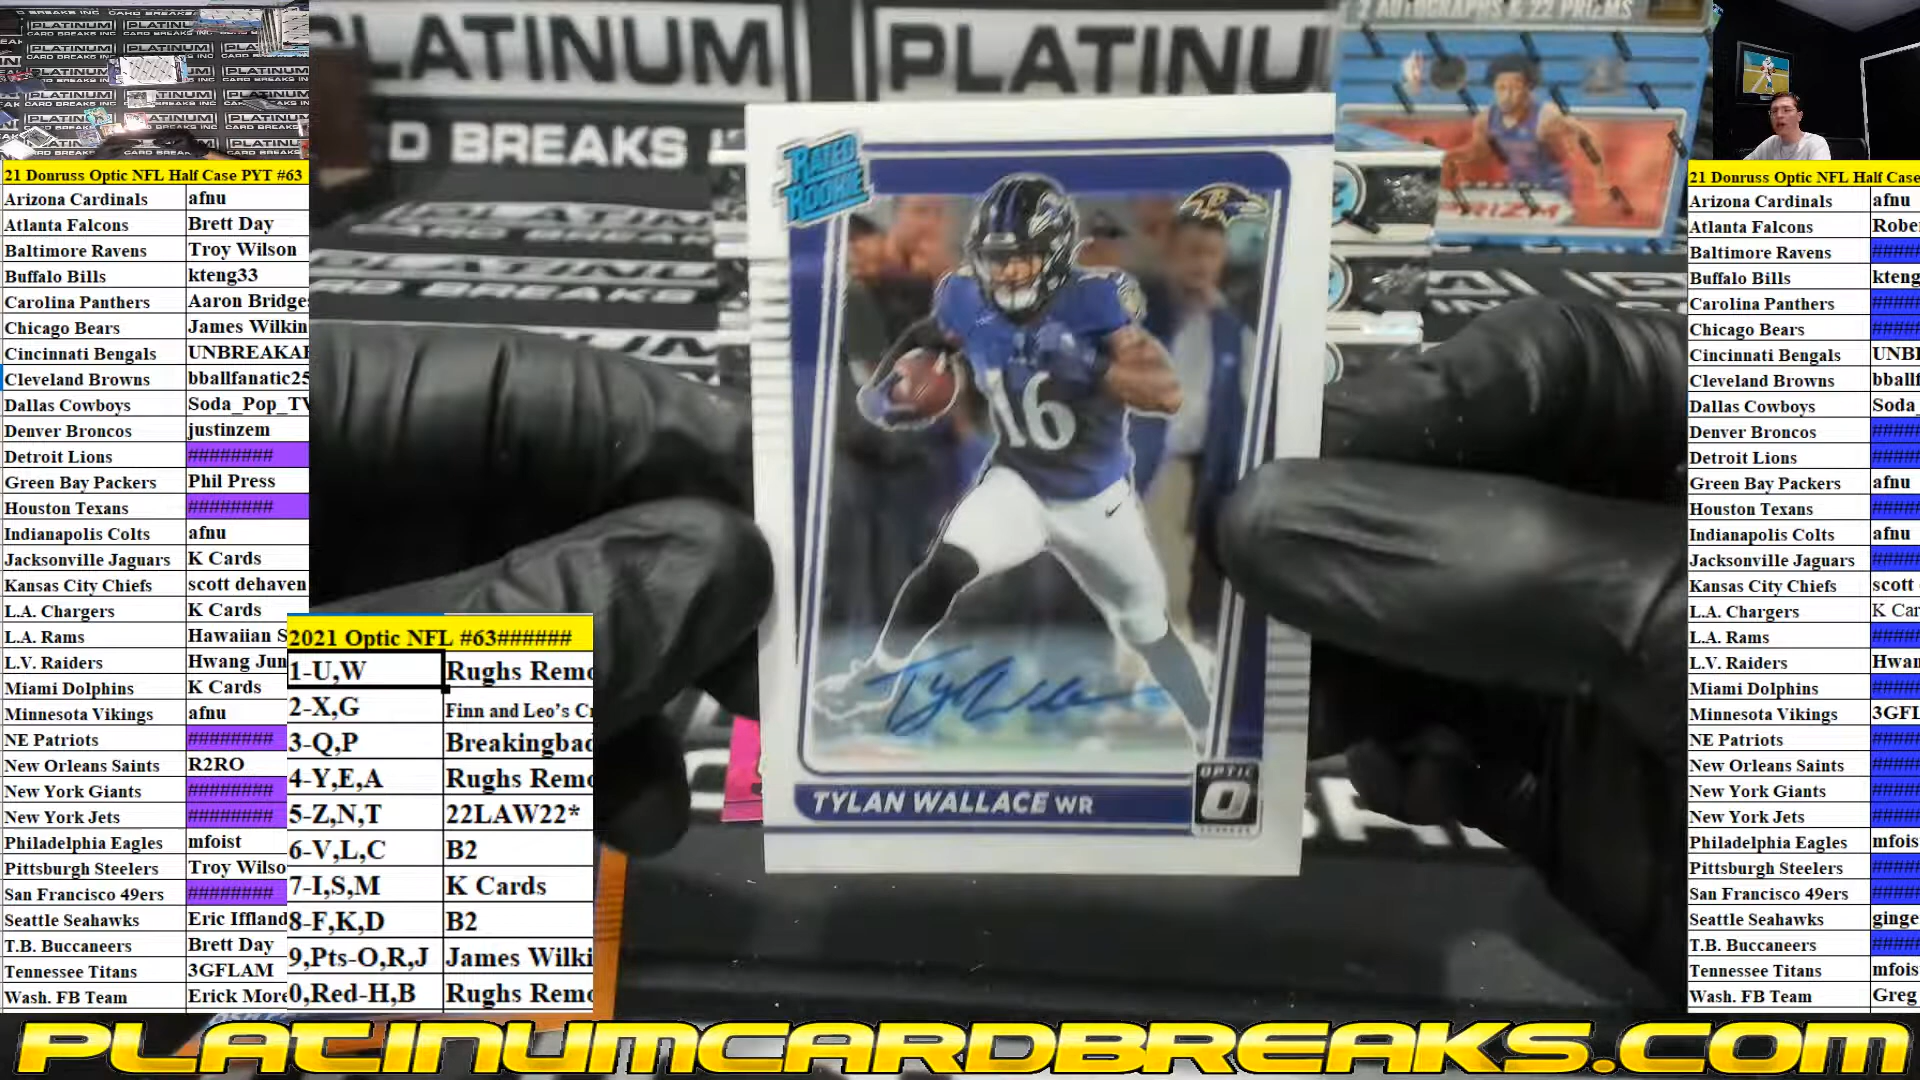 PLATINUM PLATINUM
D BREAKS
2 AUTOGRAPHS & 22 PRIZMS
PRIZM
RATED ROOKIE
16
TYLAN WALLACE WR
OPTIC
21 Donruss Optic NFL Half Case PYT #63
Arizona Cardinals afnu
Atlanta Falcons Brett Day
Baltimore Ravens Troy Wilson
Buffalo Bills kteng33
Carolina Panthers Aaron Bridge
Chicago Bears James Wilkin
Cincinnati Bengals UNBREAKA
Cleveland Browns bballfanatic25
Dallas Cowboys Soda_Pop_TV
Denver Broncos justinzem
Detroit Lions ########
Green Bay Packers Phil Press
Houston Texans ########
Indianapolis Colts afnu
Jacksonville Jaguars K Cards
Kansas City Chiefs scott dehaven
L.A. Chargers K Cards
L.A. Rams Hawaiian S
L.V. Raiders Hwang Jun
Miami Dolphins K Cards
Minnesota Vikings afnu
NE Patriots ########
New Orleans Saints R2RO
New York Giants ########
New York Jets ########
Philadelphia Eagles mfoist
Pittsburgh Steelers Troy Wilso
San Francisco 49ers ########
Seattle Seahawks Eric Iffland
T.B. Buccaneers Brett Day
Tennessee Titans 3GFLAM
Wash. FB Team Erick More
2021 Optic NFL #63######
1-U,W Rughs Remo
2-X,G Finn and Leo's C
3-Q,P Breakingbad
4-Y,E,A Rughs Remo
5-Z,N,T 22LAW22*
6-V,L,C B2
7-I,S,M K Cards
8-F,K,D B2
9,Pts-O,R,J James Wilki
0,Red-H,B Rughs Remo
21 Donruss Optic NFL Half Case
Arizona Cardinals afnu
Atlanta Falcons Robe
Baltimore Ravens #####
Buffalo Bills kteng
Carolina Panthers #####
Chicago Bears #####
Cincinnati Bengals UNB
Cleveland Browns bballf
Dallas Cowboys Soda_
Denver Broncos #####
Detroit Lions #####
Green Bay Packers afnu
Houston Texans #####
Indianapolis Colts afnu
Jacksonville Jaguars #####
Kansas City Chiefs scott
L.A. Chargers K Car
L.A. Rams #####
L.V. Raiders Hwan
Miami Dolphins #####
Minnesota Vikings 3GFL
NE Patriots #####
New Orleans Saints #####
New York Giants #####
New York Jets #####
Philadelphia Eagles mfois
Pittsburgh Steelers #####
San Francisco 49ers #####
Seattle Seahawks ginge
T.B. Buccaneers #####
Tennessee Titans mfois
Wash. FB Team Greg
PLATINUMCARDBREAKS.COM